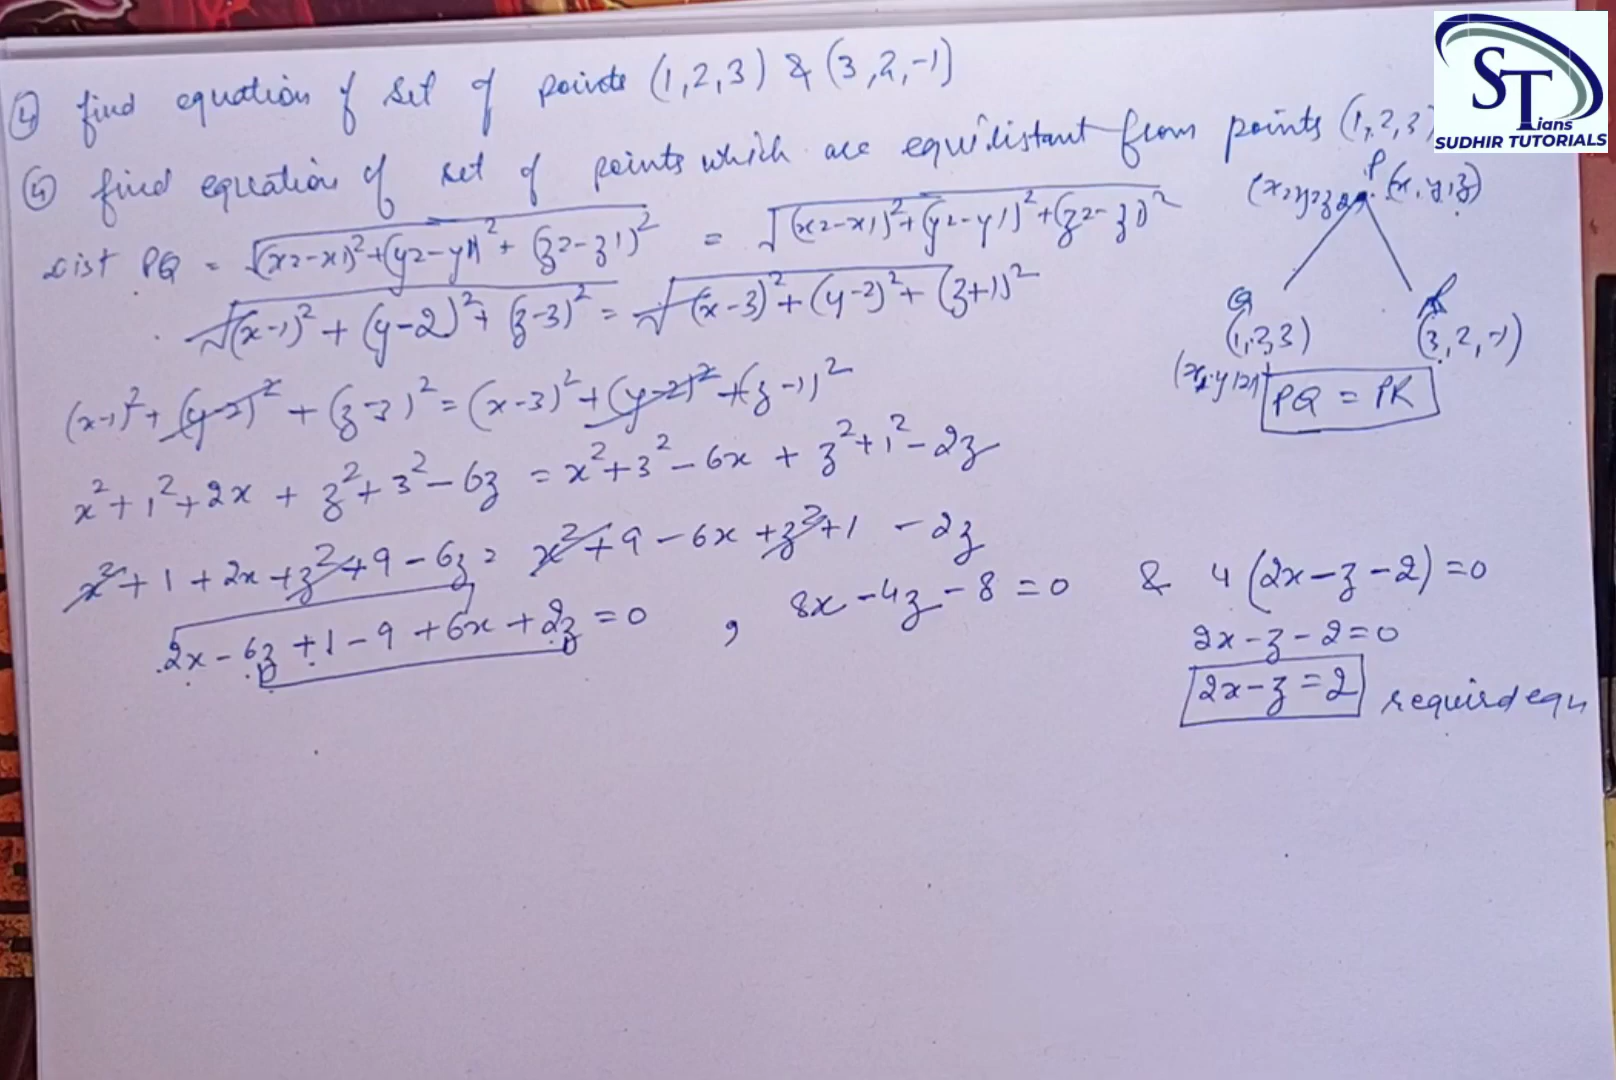 ④ find equation of set of points (1,2,3) & (3,2,-1)
④ find equation of set of points which are equidistant from points (1,2,3)
Dist PQ = √(x2-x1)²+(y2-y1)²+(z2-z1)² = √(x2-x1)²+(y2-y1)²+(z2-z1)²
√(x-1)²+(y-2)²+(z-3)² = √(x-3)²+(y-2)²+(z+1)²
(x-1)²+(y-2)²+(z-3)²=(x-3)²+(y-2)²+(z-1)²
x²+1²+2x+z²+3²-6z = x²+3²-6x+z²+1²-2z
x²+1+2x+z²+9-6z= x²+9-6x+z²+1-2z
2x-6z+1-9+6x+2z=0 , 8x-4z-8=0 & 4(2x-z-2)=0
2x-z-2=0
2x-z=2 required eqn
P(x,y,z)
Q
(1,2,3)
R
(3,2,-1)
PQ = PR
ST
ians
SUDHIR TUTORIALS